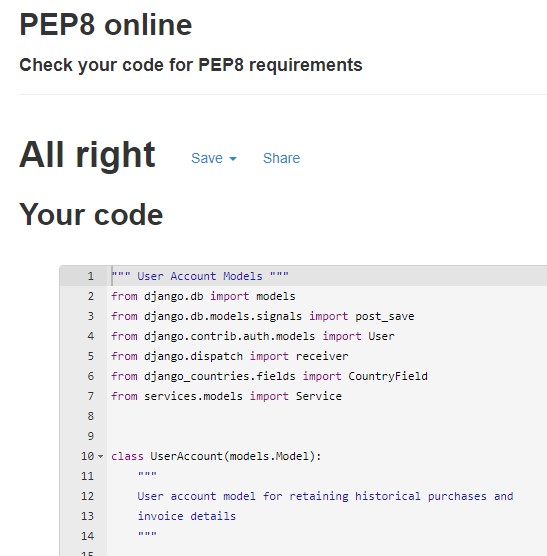 PEP8 online
Check your code for PEP8 requirements
All right Save Share
Your code
1 """ User Account Models """
2 from django.db import models
3 from django.db.models.signals import post_save
4 from django.contrib.auth.models import User
5 from django.dispatch import receiver
6 from django_countries.fields import CountryField
7 from services.models import Service
8
9
10 class UserAccount(models.Model):
11 """
12 User account model for retaining historical purchases and
13 invoice details
14 """
15